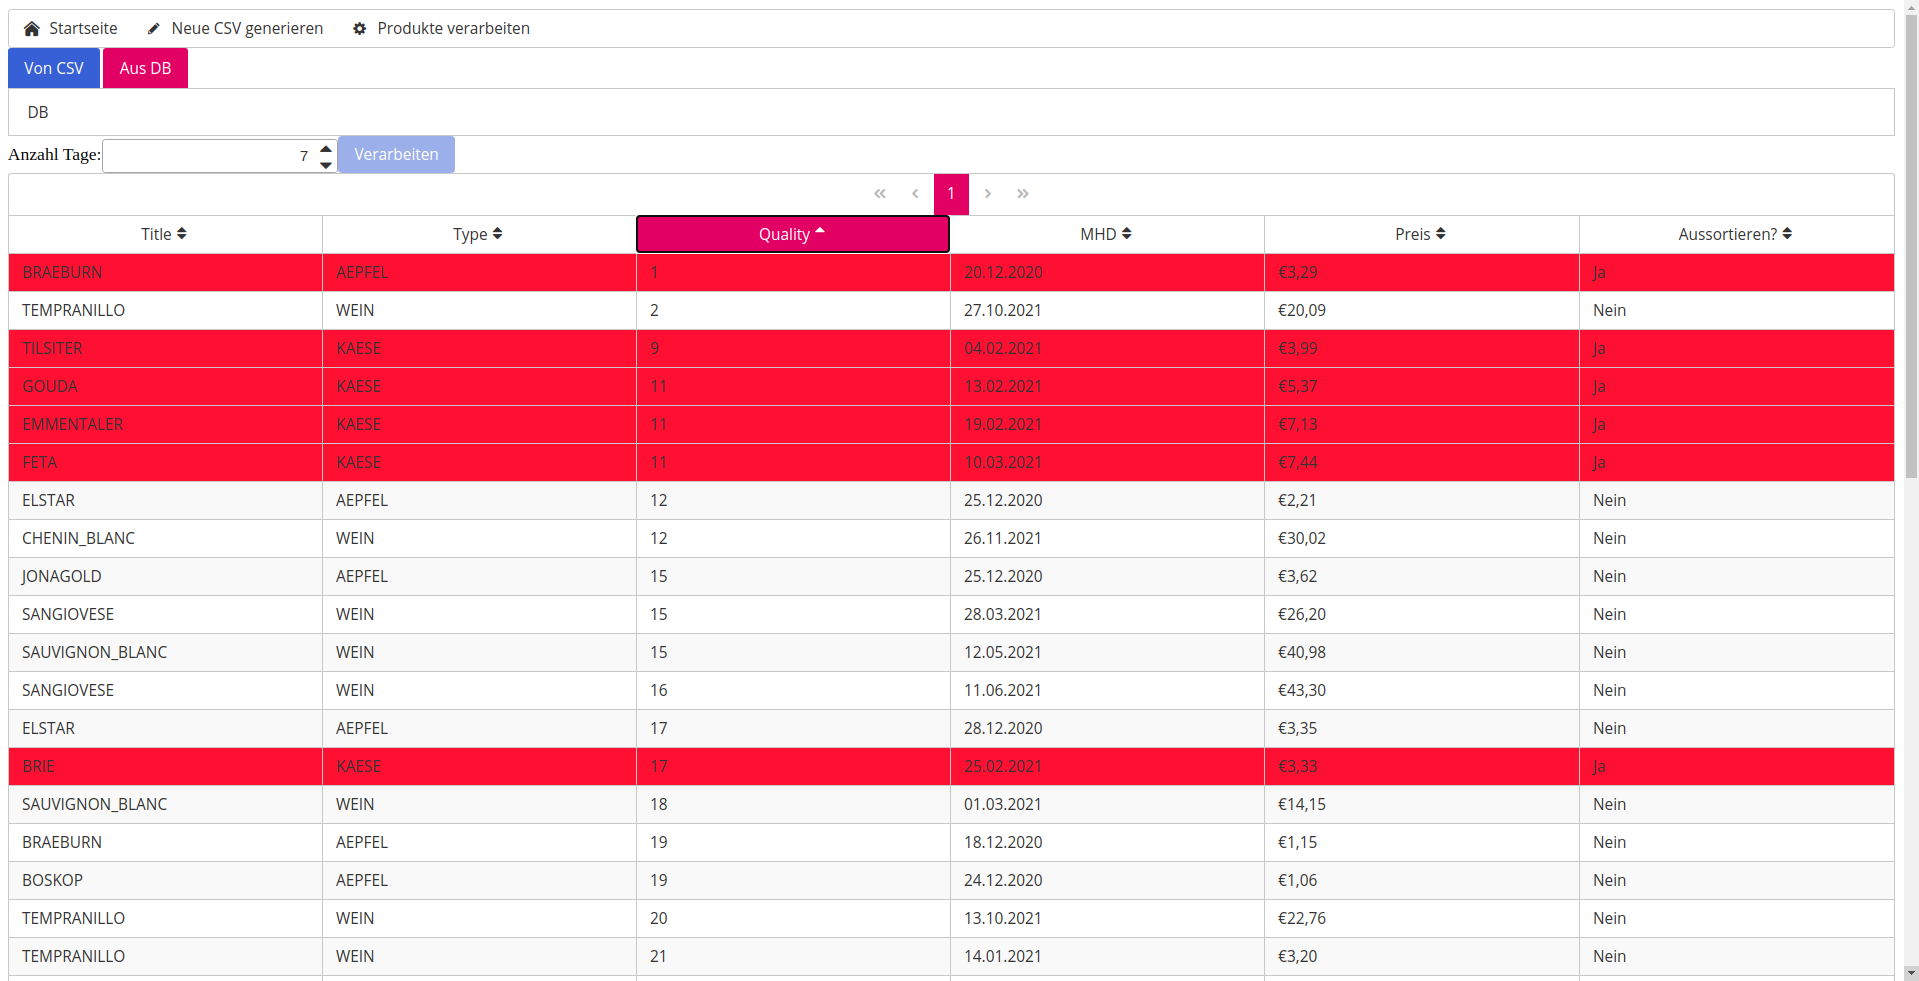 Startseite Neue CSV generieren Produkte verarbeiten
Von CSV Aus DB
DB
Anzahl Tage: 7 Verarbeiten
« ‹ 1 › »
Title Type Quality MHD Preis Aussortieren?
BRAEBURN AEPFEL 1 20.12.2020 €3,29 Ja
TEMPRANILLO WEIN 2 27.10.2021 €20,09 Nein
TILSITER KAESE 9 04.02.2021 €3,99 Ja
GOUDA KAESE 11 13.02.2021 €5,37 Ja
EMMENTALER KAESE 11 19.02.2021 €7,13 Ja
FETA KAESE 11 10.03.2021 €7,44 Ja
ELSTAR AEPFEL 12 25.12.2020 €2,21 Nein
CHENIN_BLANC WEIN 12 26.11.2021 €30,02 Nein
JONAGOLD AEPFEL 15 25.12.2020 €3,62 Nein
SANGIOVESE WEIN 15 28.03.2021 €26,20 Nein
SAUVIGNON_BLANC WEIN 15 12.05.2021 €40,98 Nein
SANGIOVESE WEIN 16 11.06.2021 €43,30 Nein
ELSTAR AEPFEL 17 28.12.2020 €3,35 Nein
BRIE KAESE 17 25.02.2021 €3,33 Ja
SAUVIGNON_BLANC WEIN 18 01.03.2021 €14,15 Nein
BRAEBURN AEPFEL 19 18.12.2020 €1,15 Nein
BOSKOP AEPFEL 19 24.12.2020 €1,06 Nein
TEMPRANILLO WEIN 20 13.10.2021 €22,76 Nein
TEMPRANILLO WEIN 21 14.01.2021 €3,20 Nein